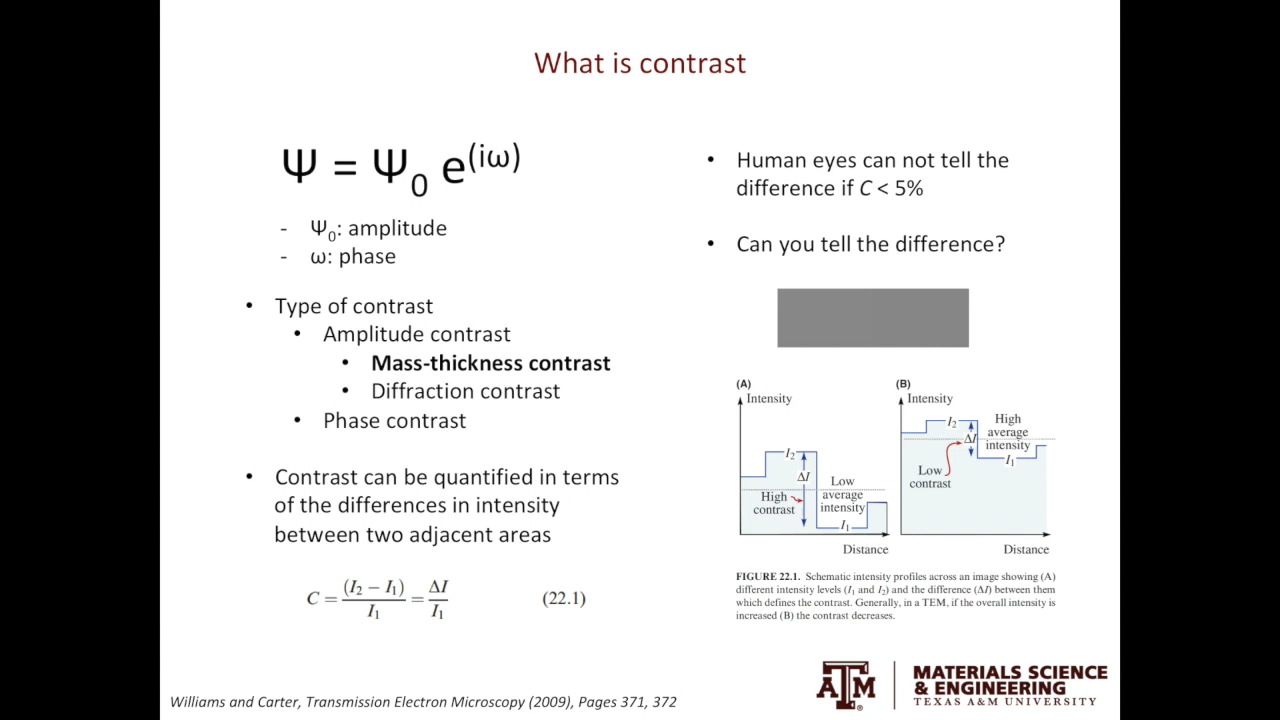 What is contrast
Ψ = Ψ₀ e^(iω)
- Ψ₀: amplitude
- ω: phase
• Type of contrast
• Amplitude contrast
• Mass-thickness contrast
• Diffraction contrast
• Phase contrast
• Contrast can be quantified in terms
of the differences in intensity
between two adjacent areas
C = (I₂ − I₁)/I₁ = ΔI/I₁ (22.1)
• Human eyes can not tell the
difference if C < 5%
• Can you tell the difference?
(A)
Intensity
I₂
ΔI
High
contrast
Low
average
intensity
I₁
Distance
(B)
Intensity
I₂
ΔI
High
average
intensity
I₁
Low
contrast
Distance
FIGURE 22.1. Schematic intensity profiles across an image showing (A)
different intensity levels (I₁ and I₂) and the difference (ΔI) between them
which defines the contrast. Generally, in a TEM, if the overall intensity is
increased (B) the contrast decreases.
Williams and Carter, Transmission Electron Microscopy (2009), Pages 371, 372
ATM
MATERIALS SCIENCE
& ENGINEERING
TEXAS A&M UNIVERSITY